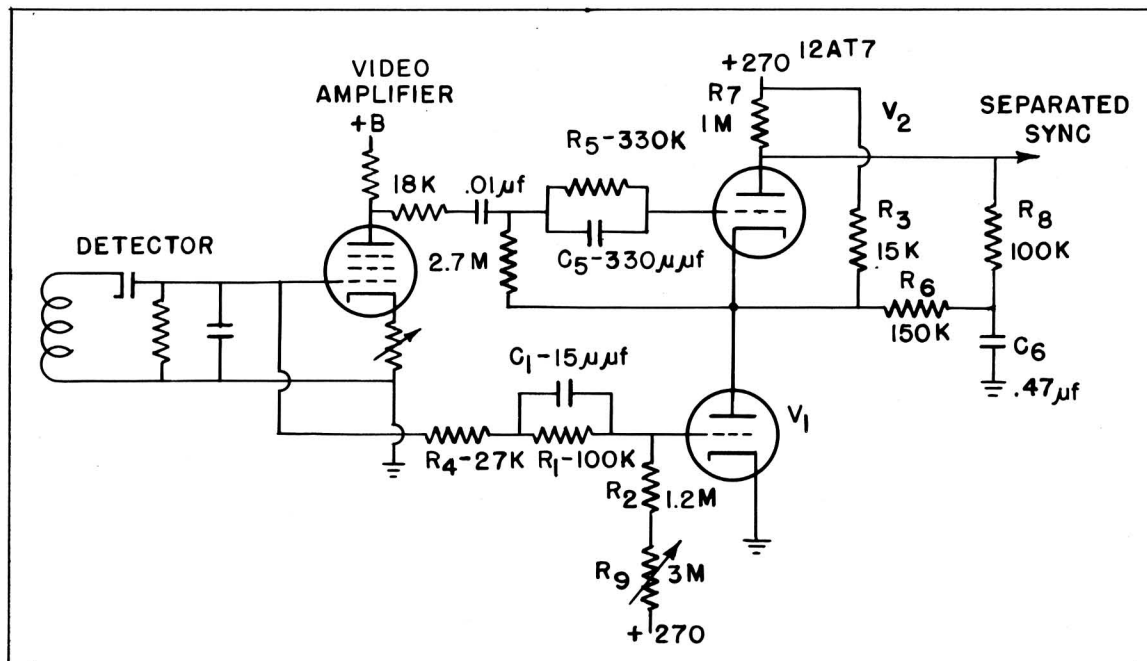 VIDEO
AMPLIFIER
+B
+270
12AT7
R7
1M
V2
SEPARATED
SYNC
R5-330K
18K
.01µf
DETECTOR
2.7M
C5-330µµf
R3
15K
R8
100K
R6
150K
C6
.47µf
C1-15µµf
V1
R4-27K
R1-100K
R2
1.2M
R9
3M
+270